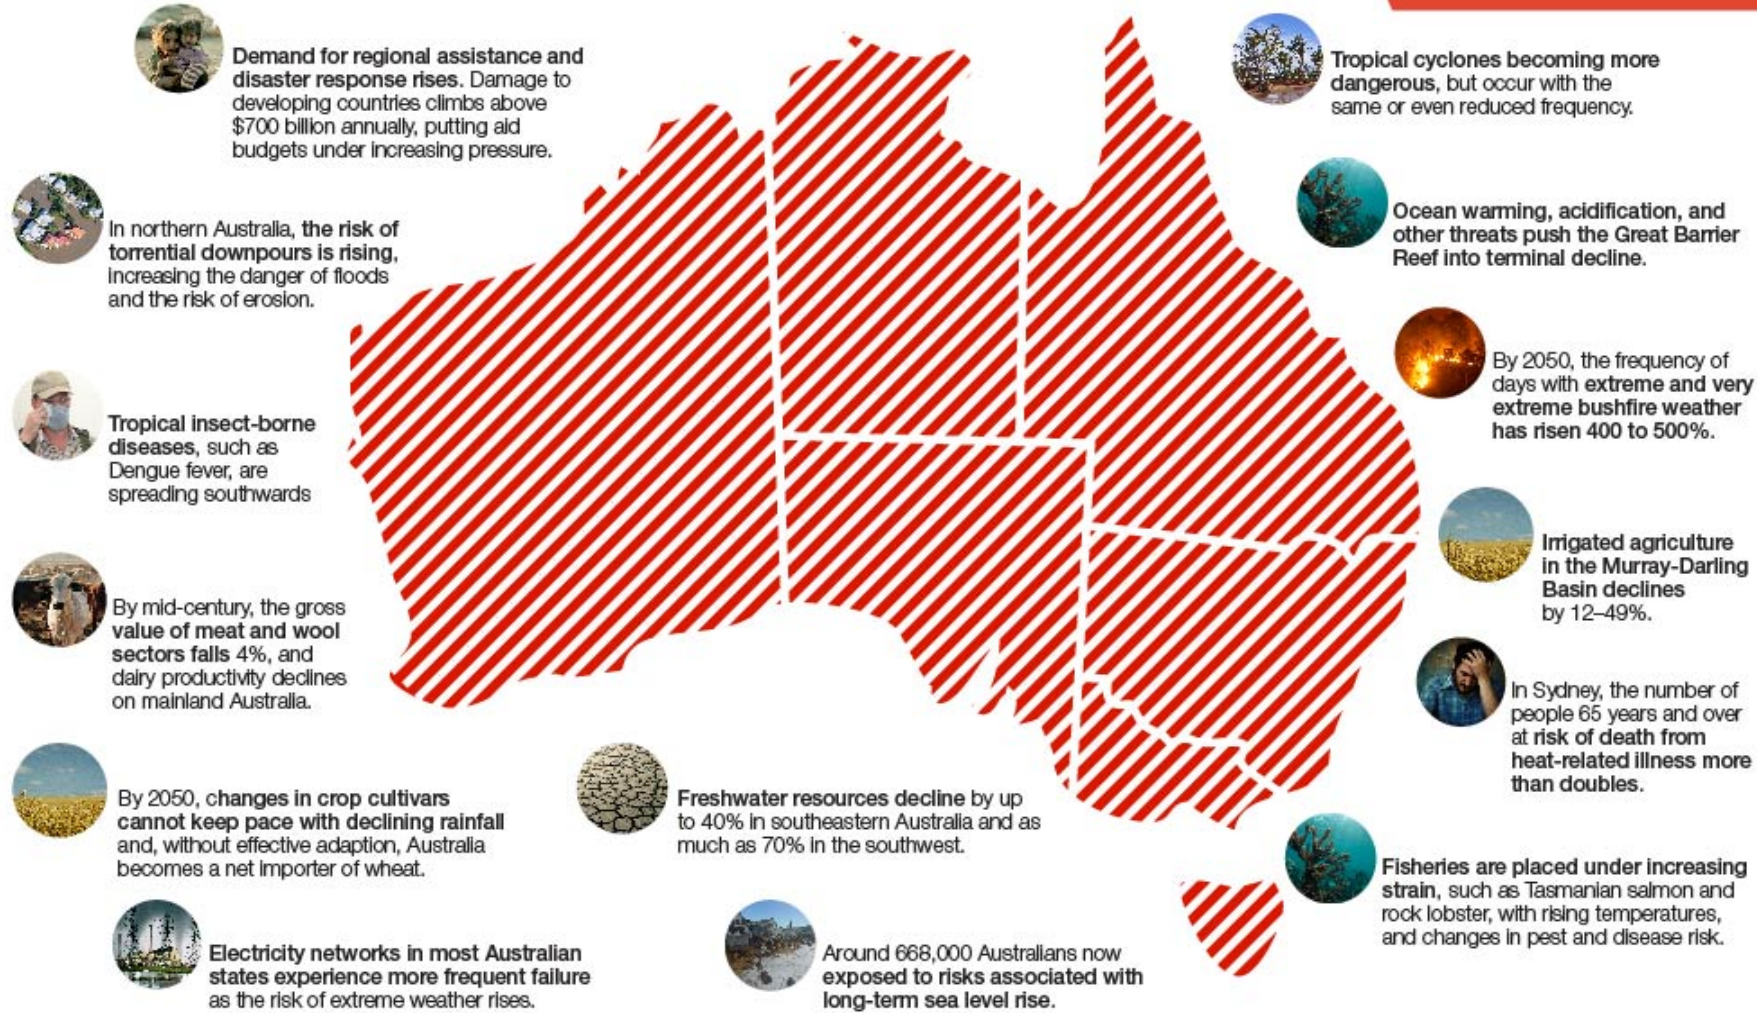 Demand for regional assistance and
disaster response rises. Damage to
developing countries climbs above
$700 billion annually, putting aid
budgets under increasing pressure.
In northern Australia, the risk of
torrential downpours is rising,
increasing the danger of floods
and the risk of erosion.
Tropical insect-borne
diseases, such as
Dengue fever, are
spreading southwards
By mid-century, the gross
value of meat and wool
sectors falls 4%, and
dairy productivity declines
on mainland Australia.
By 2050, changes in crop cultivars
cannot keep pace with declining rainfall
and, without effective adaption, Australia
becomes a net importer of wheat.
Electricity networks in most Australian
states experience more frequent failure
as the risk of extreme weather rises.
Freshwater resources decline by up
to 40% in southeastern Australia and as
much as 70% in the southwest.
Around 668,000 Australians now
exposed to risks associated with
long-term sea level rise.
Tropical cyclones becoming more
dangerous, but occur with the
same or even reduced frequency.
Ocean warming, acidification, and
other threats push the Great Barrier
Reef into terminal decline.
By 2050, the frequency of
days with extreme and very
extreme bushfire weather
has risen 400 to 500%.
Irrigated agriculture
in the Murray-Darling
Basin declines
by 12–49%.
In Sydney, the number of
people 65 years and over
at risk of death from
heat-related illness more
than doubles.
Fisheries are placed under increasing
strain, such as Tasmanian salmon and
rock lobster, with rising temperatures,
and changes in pest and disease risk.